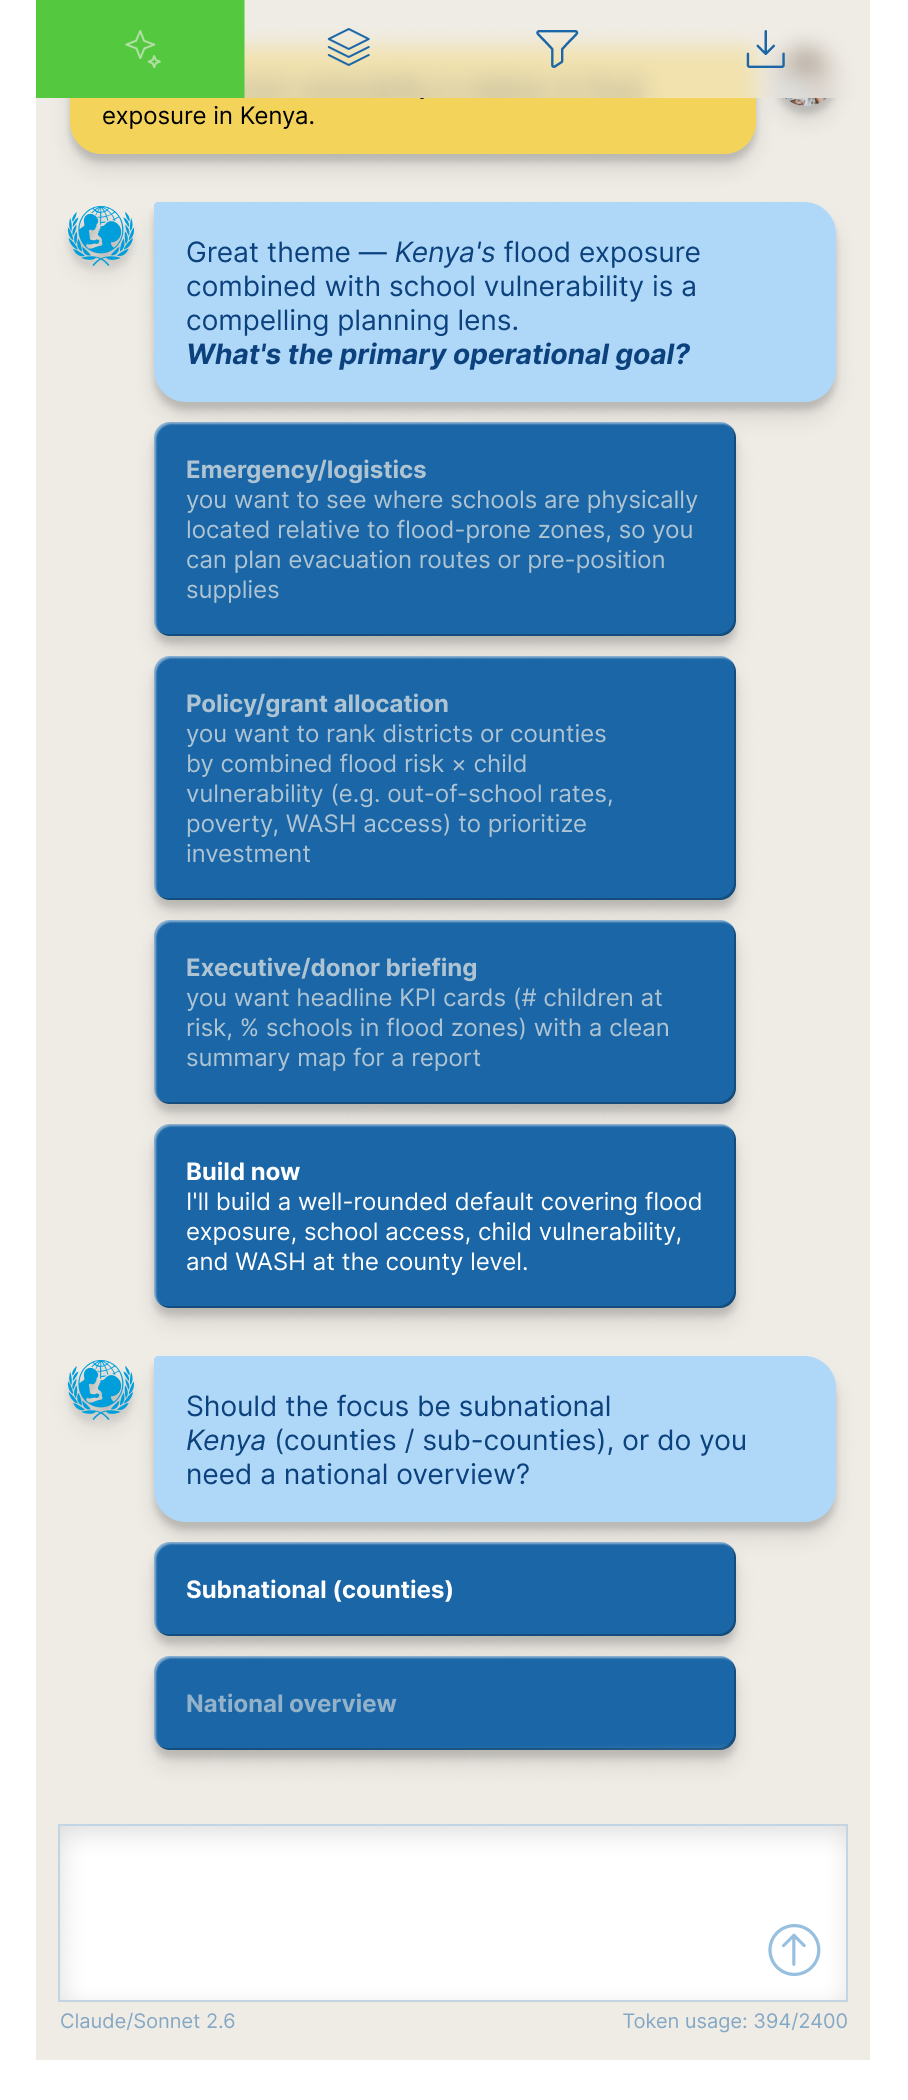 exposure in Kenya.
Great theme — Kenya's flood exposure
combined with school vulnerability is a
compelling planning lens.
What's the primary operational goal?
Emergency/logistics
you want to see where schools are physically
located relative to flood-prone zones, so you
can plan evacuation routes or pre-position
supplies
Policy/grant allocation
you want to rank districts or counties
by combined flood risk × child
vulnerability (e.g. out-of-school rates,
poverty, WASH access) to prioritize
investment
Executive/donor briefing
you want headline KPI cards (# children at
risk, % schools in flood zones) with a clean
summary map for a report
Build now
I'll build a well-rounded default covering flood
exposure, school access, child vulnerability,
and WASH at the county level.
Should the focus be subnational
Kenya (counties / sub-counties), or do you
need a national overview?
Subnational (counties)
National overview
Claude/Sonnet 2.6
Token usage: 394/2400